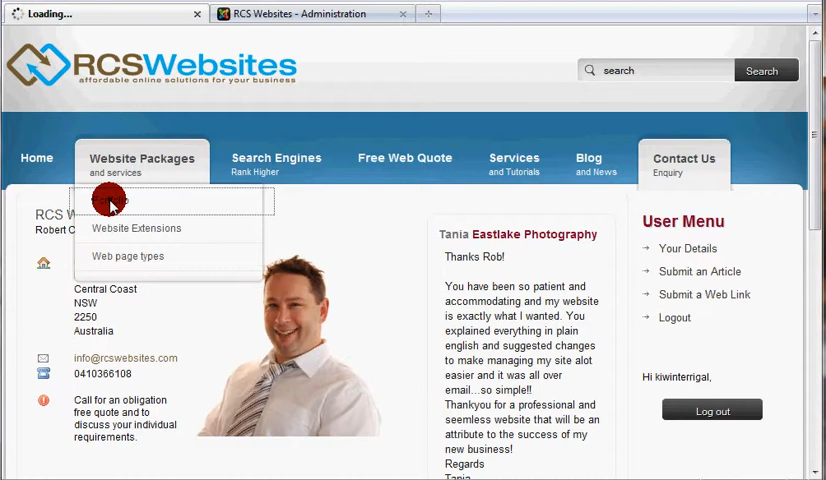 Loading...
RCS Websites - Administration
RCSWebsites
affordable online solutions for your business
search
Search
Home
Website Packages
and services
Search Engines
Rank Higher
Free Web Quote
Services
and Tutorials
Blog
and News
Contact Us
Enquiry
Website Extensions
Web page types
RCS
Robert
Central Coast
NSW
2250
Australia
info@rcswebsites.com
0410366108
Call for an obligation
free quote and to
discuss your individual
requirements.
Tania Eastlake Photography
Thanks Rob!
You have been so patient and
accommodating and my website
is exactly what I wanted. You
explained everything in plain
english and suggested changes
to make managing my site alot
easier and it was all over
email...so simple!!
Thankyou for a professional and
seemless website that will be an
attribute to the success of my
new business!
Regards
Tania
User Menu
Your Details
Submit an Article
Submit a Web Link
Logout
Hi kiwinterrigal,
Log out